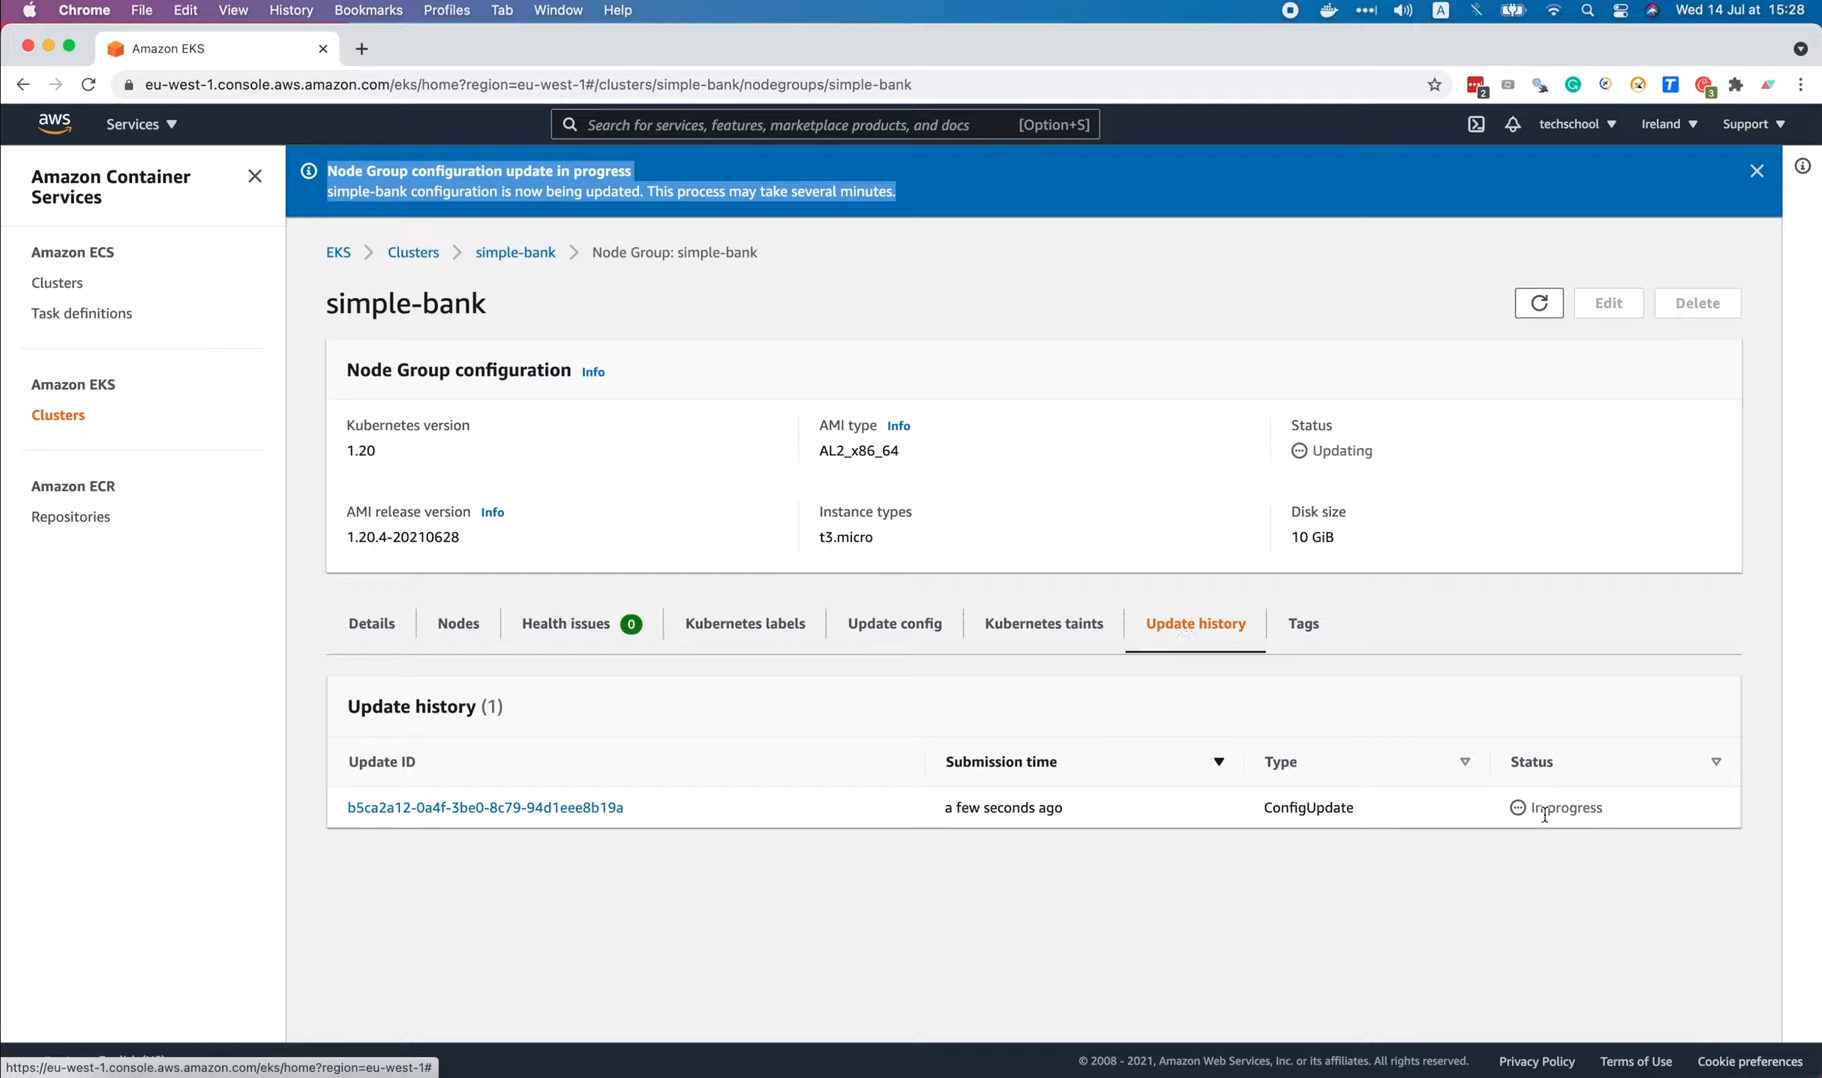 Chrome File Edit View History Bookmarks Profiles Tab Window Help
A Wed 14 Jul at 15:28
Amazon EKS
eu-west-1.console.aws.amazon.com/eks/home?region=eu-west-1#/clusters/simple-bank/nodegroups/simple-bank
2 T 3
aws Services ▼ Search for services, features, marketplace products, and docs [Option+S] techschool ▼ Ireland ▼ Support ▼
Amazon Container
Services
Amazon ECS
Clusters
Task definitions
Amazon EKS
Clusters
Amazon ECR
Repositories
Node Group configuration update in progress
simple-bank configuration is now being updated. This process may take several minutes.
EKS > Clusters > simple-bank > Node Group: simple-bank
simple-bank
Edit Delete
Node Group configuration Info
Kubernetes version AMI type Info Status
1.20 AL2_x86_64 Updating
AMI release version Info Instance types Disk size
1.20.4-20210628 t3.micro 10 GiB
Details Nodes Health issues 0 Kubernetes labels Update config Kubernetes taints Update history Tags
Update history (1)
Update ID Submission time Type Status
b5ca2a12-0a4f-3be0-8c79-94d1eee8b19a a few seconds ago ConfigUpdate In progress
© 2008 - 2021, Amazon Web Services, Inc. or its affiliates. All rights reserved. Privacy Policy Terms of Use Cookie preferences
https://eu-west-1.console.aws.amazon.com/eks/home?region=eu-west-1#